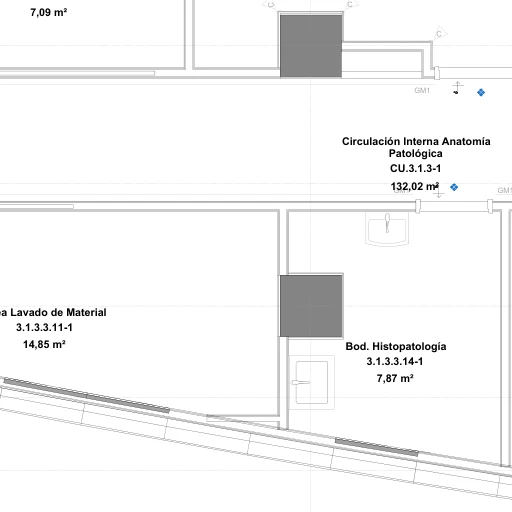 7,09 m²
C
C
C
GM1
Circulación Interna Anatomía
Patológica
CU.3.1.3-1
132,02 m²
GM1
a Lavado de Material
3.1.3.3.11-1
14,85 m²
Bod. Histopatología
3.1.3.3.14-1
7,87 m²